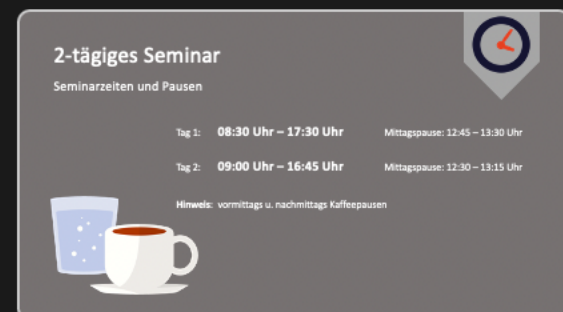 2-tägiges Seminar
Seminarzeiten und Pausen
Tag 1: 08:30 Uhr – 17:30 Uhr Mittagspause: 12:45 – 13:30 Uhr
Tag 2: 09:00 Uhr – 16:45 Uhr Mittagspause: 12:30 – 13:15 Uhr
Hinweis: vormittags u. nachmittags Kaffeepausen